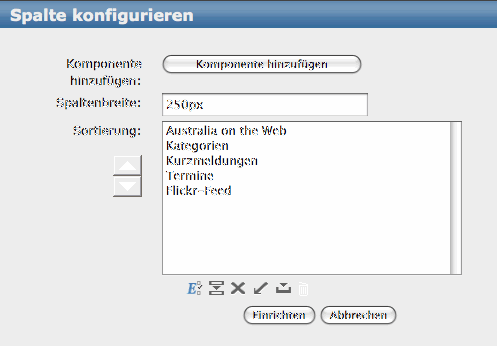 Spalte konfigurieren
Komponente hinzufügen:
Komponente hinzufügen
Spaltenbreite:
250px
Sortierung:
Australia on the Web
Kategorien
Kurzmeldungen
Termine
Flickr-Feed
E
Einrichten
Abbrechen